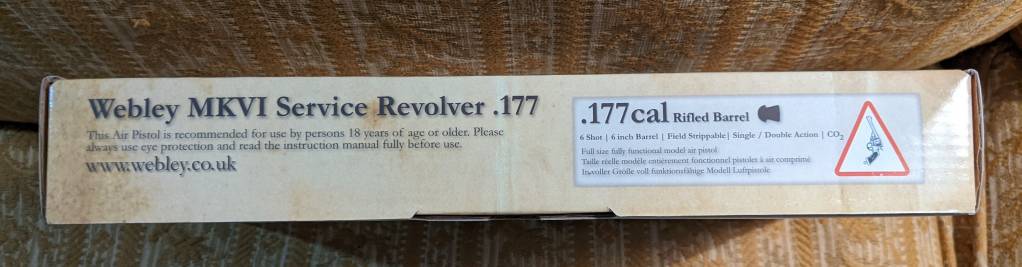 Webley MKVI Service Revolver .177
This Air Pistol is recommended for use by persons 18 years of age or older. Please
always use eye protection and read the instruction manual fully before use.
www.webley.co.uk
.177cal Rifled Barrel
6 Shot | 6 inch Barrel | Field Strippable | Single / Double Action | CO₂
Full size fully functional model air pistol
Taille réelle modèle entièrement fonctionnel pistolet à air comprimé
In voller Größe voll funktionsfähige Modell Luftpistole